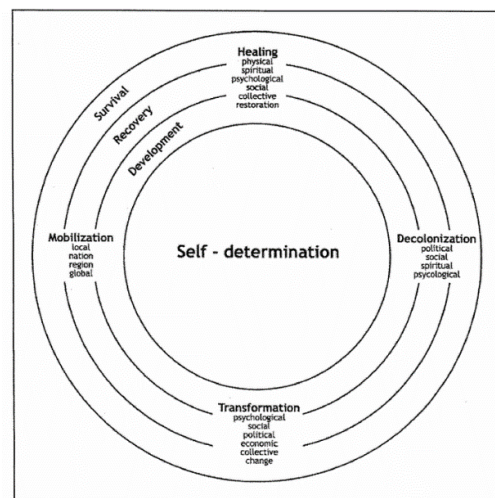 Healing
physical
spiritual
psychological
social
collective
restoration
Survival
Recovery
Development
Mobilization
local
nation
region
global
Self - determination
Decolonization
political
social
spiritual
psycological
Transformation
psychological
social
political
economic
collective
change